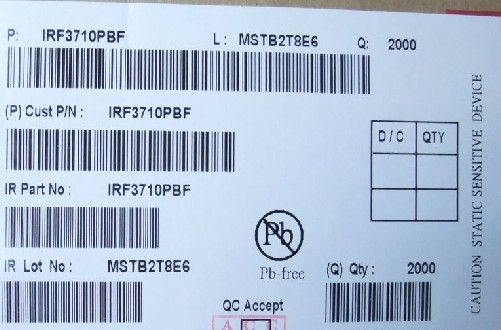 P: IRF3710PBF L: MSTB2T8E6 Q: 2000
(P) Cust P/N : IRF3710PBF
D/C QTY
IR Part No : IRF3710PBF
Pb
Pb-free
IR Lot No : MSTB2T8E6
(Q) Qty : 2000
QC Accept
CAUTION STATIC SENSITIVE DEVICE